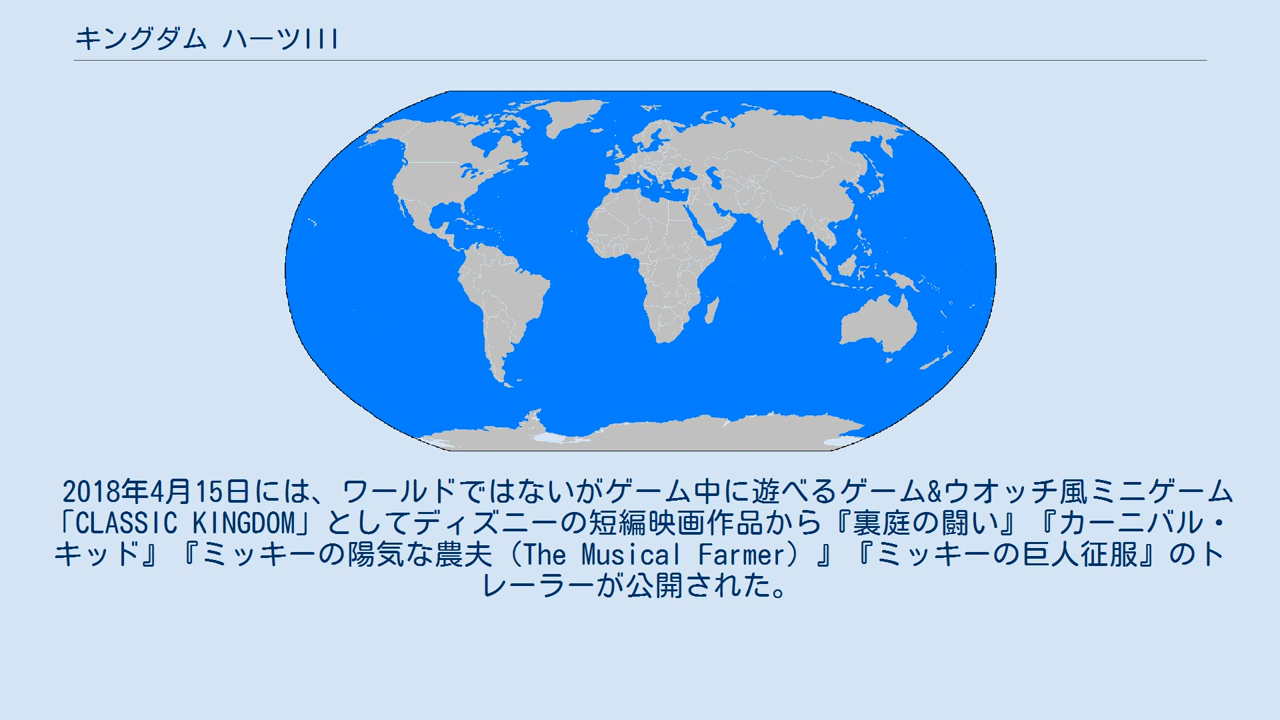 キングダム ハーツIII
2018年4月15日には、ワールドではないがゲーム中に遊べるゲーム&ウオッチ風ミニゲーム
「CLASSIC KINGDOM」としてディズニーの短編映画作品から『裏庭の闘い』『カーニバル・
キッド』『ミッキーの陽気な農夫（The Musical Farmer）』『ミッキーの巨人征服』のト
レーラーが公開された。